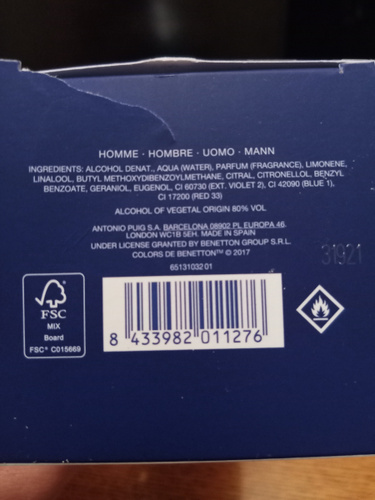 HOMME · HOMBRE · UOMO · MANN
INGREDIENTS: ALCOHOL DENAT., AQUA (WATER), PARFUM (FRAGRANCE), LIMONENE,
LINALOOL, BUTYL METHOXYDIBENZOYLMETHANE, CITRAL, CITRONELLOL, BENZYL
BENZOATE, GERANIOL, EUGENOL, CI 60730 (EXT. VIOLET 2), CI 42090 (BLUE 1),
CI 17200 (RED 33)
ALCOHOL OF VEGETAL ORIGIN 80% VOL
ANTONIO PUIG S.A. BARCELONA 08902 PL EUROPA 46.
LONDON WC1B 5EH. MADE IN SPAIN
UNDER LICENSE GRANTED BY BENETTON GROUP S.R.L.
COLORS DE BENETTON™ © 2017
6513103201
31921
FSC
MIX
Board
FSC® C015669
8 433982 011276